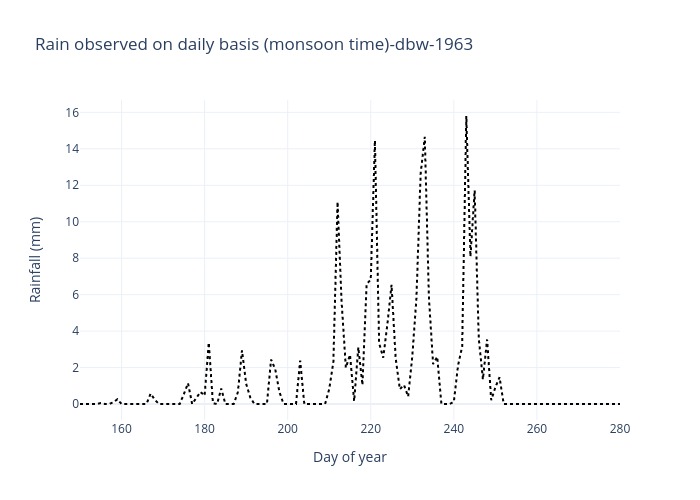 Rain observed on daily basis (monsoon time)-dbw-1963
16
14
12
10
8
6
4
2
0
Rainfall (mm)
160 180 200 220 240 260 280
Day of year